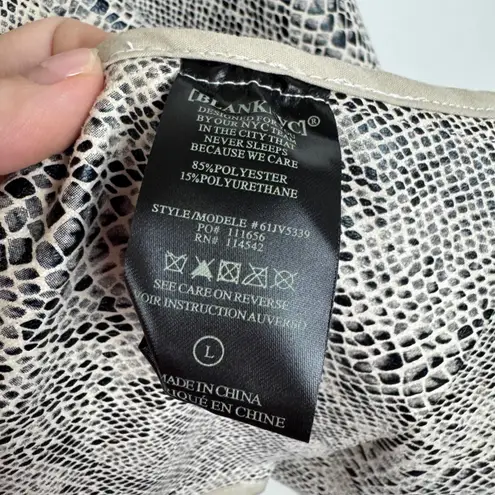 [BLANKNYC]®
DESIGNED FOR
BY OUR NYC TEAM
IN THE CITY THAT
NEVER SLEEPS
BECAUSE WE CARE
85%POLYESTER
15%POLYURETHANE
STYLE/MODELE #61JV5339
PO# 111656
RN# 114542
SEE CARE ON REVERSE
VOIR INSTRUCTION AU VERSO
L
MADE IN CHINA
FABRIQUÉ EN CHINE